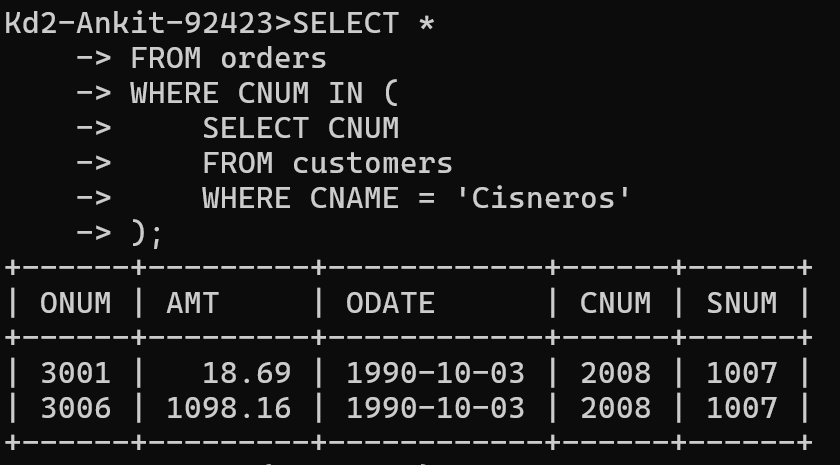 Kd2-Ankit-92423>SELECT *
    -> FROM orders
    -> WHERE CNUM IN (
    ->     SELECT CNUM
    ->     FROM customers
    ->     WHERE CNAME = 'Cisneros'
    -> );
+------+---------+------------+------+------+
| ONUM | AMT     | ODATE      | CNUM | SNUM |
+------+---------+------------+------+------+
| 3001 |   18.69 | 1990-10-03 | 2008 | 1007 |
| 3006 | 1098.16 | 1990-10-03 | 2008 | 1007 |
+------+---------+------------+------+------+